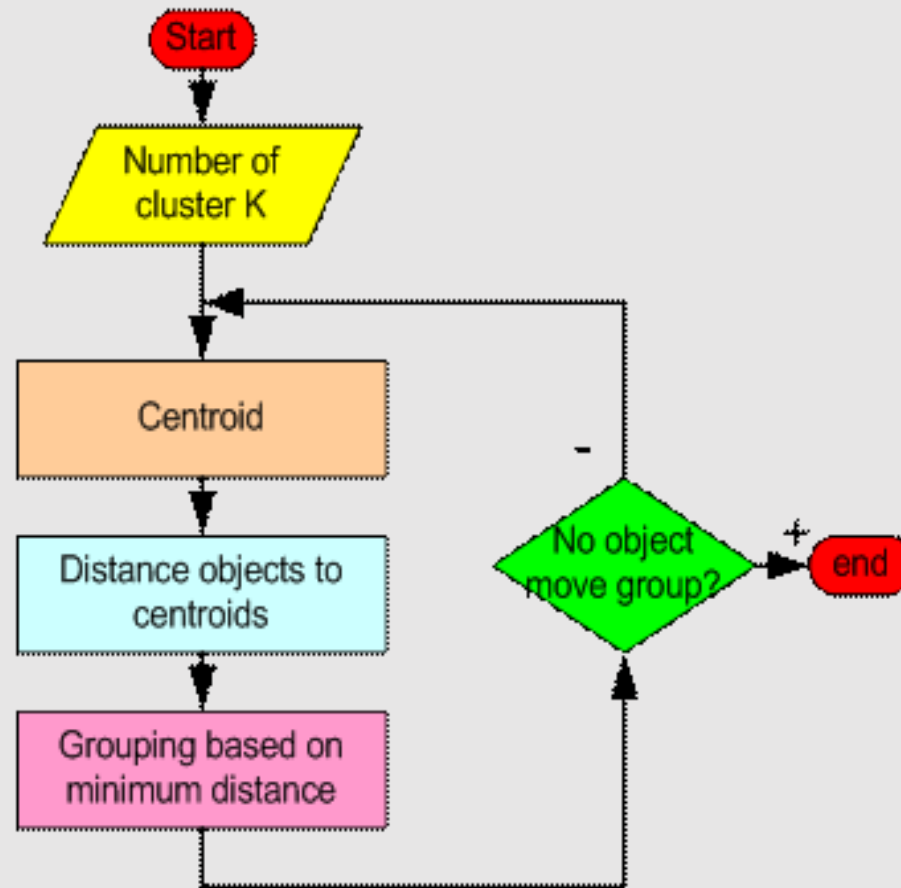 Start
Number of
cluster K
Centroid
Distance objects to
centroids
Grouping based on
minimum distance
-
No object
move group?
+
end